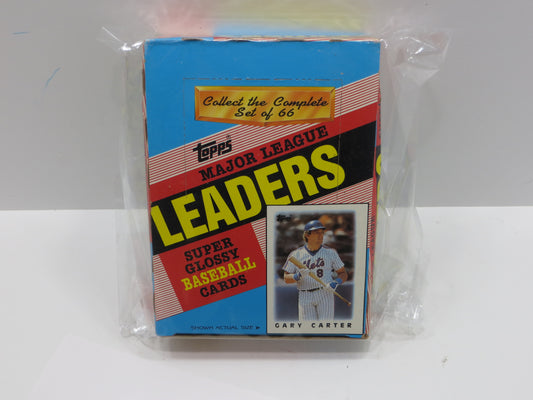 Collect the Complete
Set of 66
Topps
MAJOR LEAGUE
LEADERS
SUPER
GLOSSY
BASEBALL
CARDS
Mets
8
SHOWN ACTUAL SIZE ►
GARY CARTER